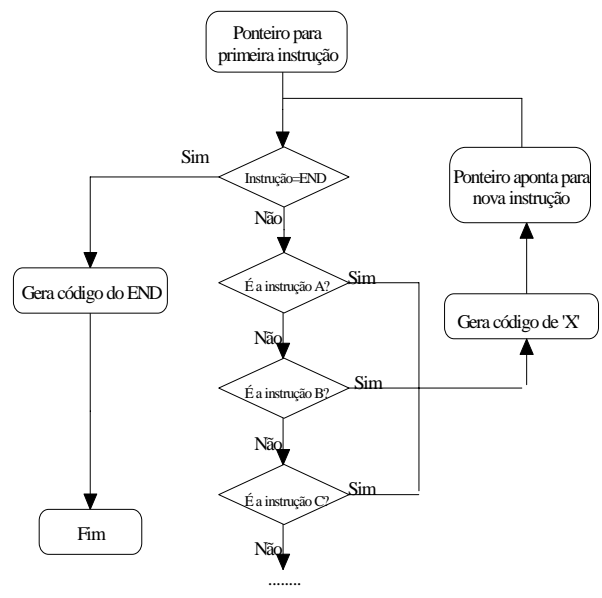 Ponteiro para
primeira instrução
Sim
Instrução=END
Ponteiro aponta para
nova instrução
Não
Gera código do END
É a instrução A?
Sim
Gera código de 'X'
Não
É a instrução B?
Sim
Não
É a instrução C?
Sim
Fim
Não
........